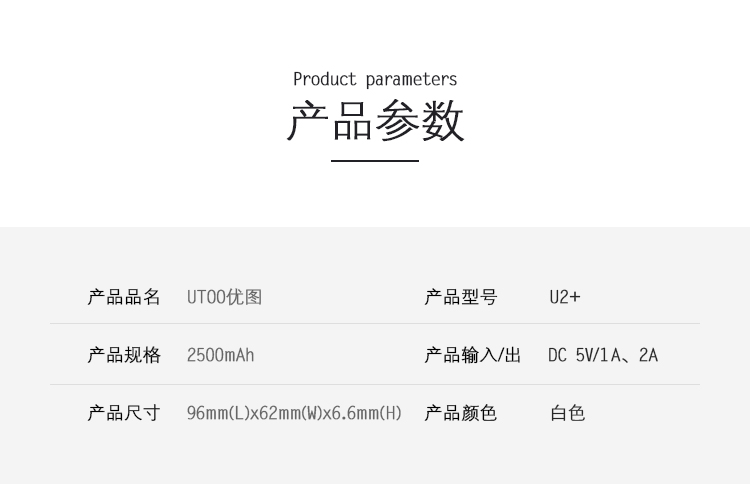 Product parameters
产品参数
产品品名 UTOO优图 产品型号 U2+
产品规格 2500mAh 产品输入/出 DC 5V/1A、2A
产品尺寸 96mm(L)x62mm(W)x6.6mm(H) 产品颜色 白色